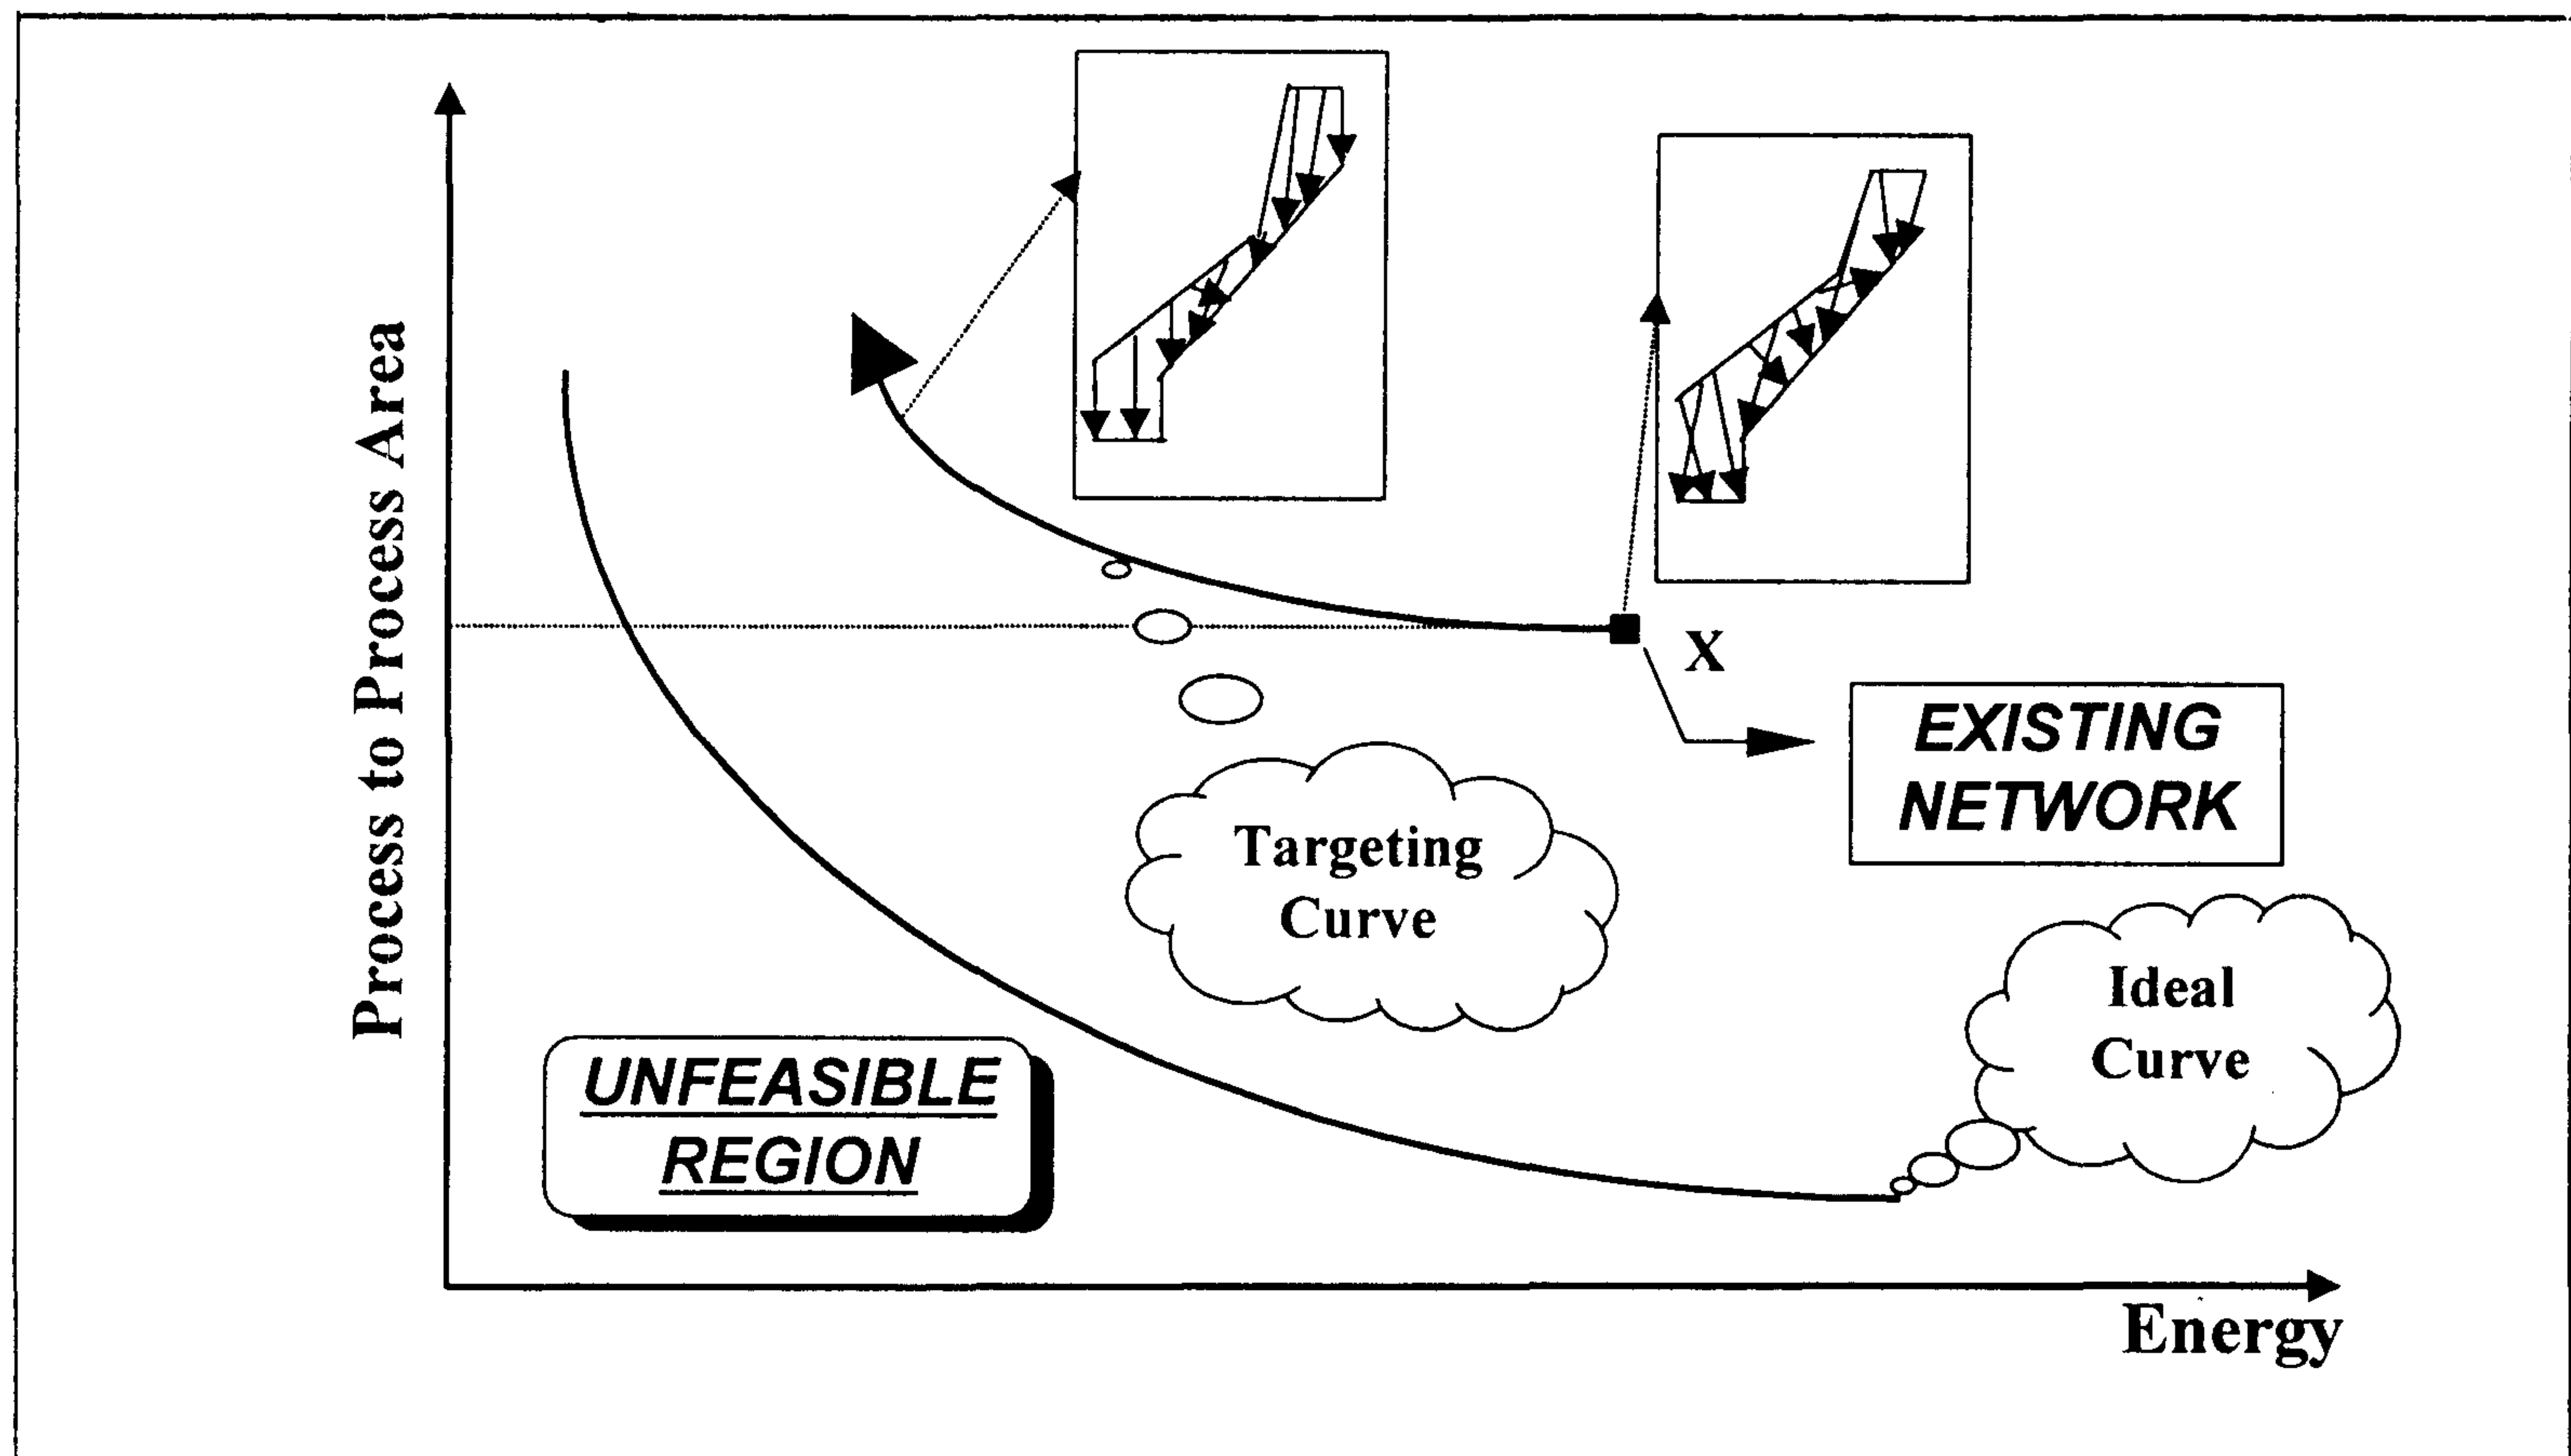 Process to Process Area
X
EXISTING
NETWORK
Targeting
Curve
Ideal
Curve
UNFEASIBLE
REGION
Energy